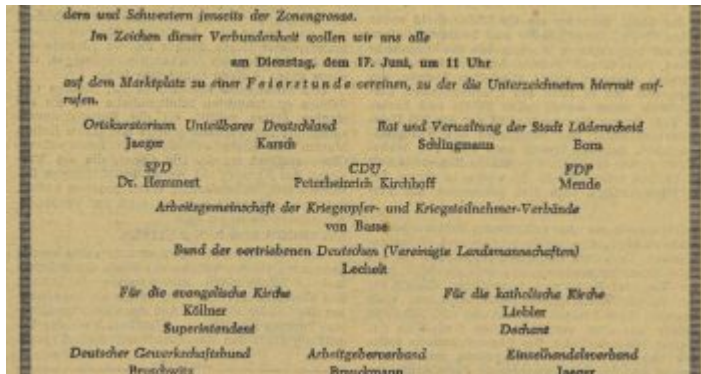 dern und Schwestern jenseits der Zonengrenze.
Im Zeichen dieser Verbundenheit wollen wir uns alle
am Dienstag, dem 17. Juni, um 11 Uhr
auf dem Marktplatz zu einer Feierstunde vereinen, zu der die Unterzeichneten hiermit auf-
rufen.
Ortskuratorium Unteilbares Deutschland Rat und Verwaltung der Stadt Lüdenscheid
Jaeger Karsch Schlingmann Born
SPD CDU FDP
Dr. Hemmert Peterheinrich Kirchhoff Mende
Arbeitsgemeinschaft der Kriegsopfer- und Kriegsteilnehmer-Verbände
von Basse
Bund der vertriebenen Deutschen (Vereinigte Landsmannschaften)
Lechelt
Für die evangelische Kirche Für die katholische Kirche
Köllner Liebler
Superintendent Dechant
Deutscher Gewerkschaftsbund Arbeitgeberverband Einzelhandelsverband
Bruschwitz Brauckmann Jaeger